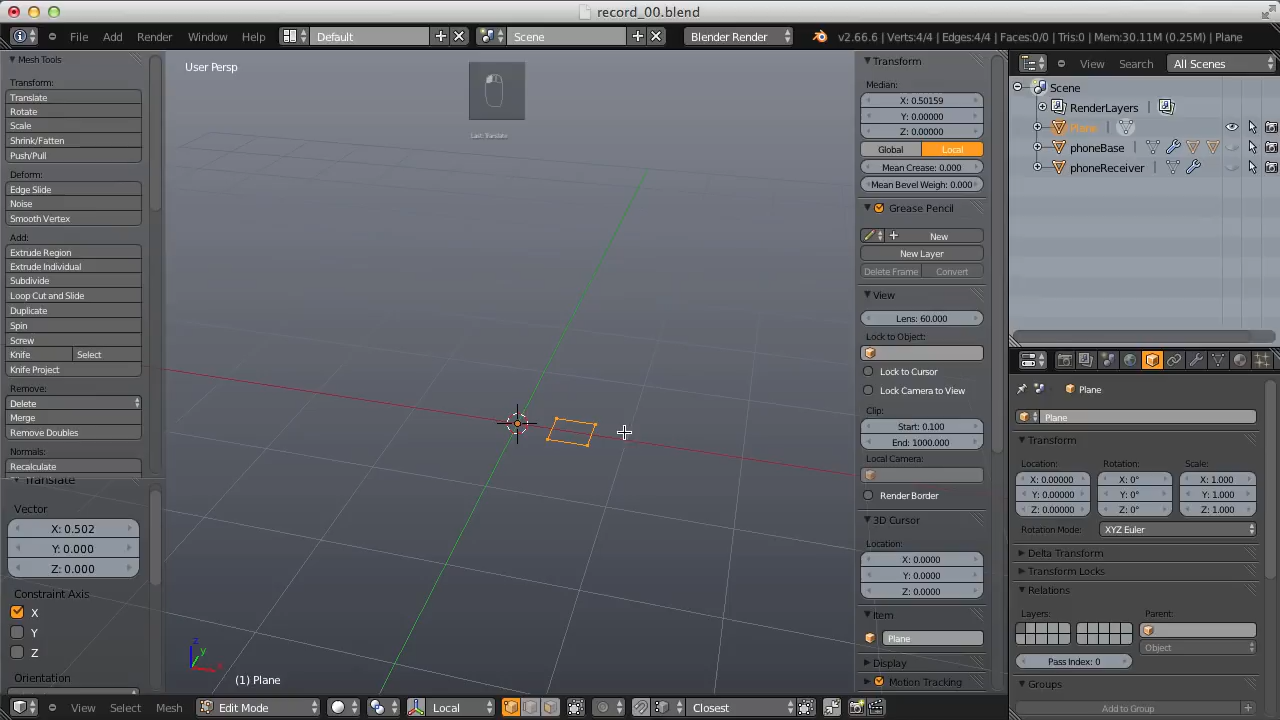 record_00.blend
File Add Render Window Help Default Scene Blender Render v2.66.6 | Verts:4/4 | Edges:4/4 | Faces:0/0 | Tris:0 | Mem:30.11M (0.25M) | Plane
Mesh Tools
Transform:
Translate
Rotate
Scale
Shrink/Fatten
Push/Pull
Deform:
Edge Slide
Noise
Smooth Vertex
Add:
Extrude Region
Extrude Individual
Subdivide
Loop Cut and Slide
Duplicate
Spin
Screw
Knife Select
Knife Project
Remove:
Delete
Merge
Remove Doubles
Normals:
Recalculate
Translate
Vector
X: 0.502
Y: 0.000
Z: 0.000
Constraint Axis
X
Y
Z
Orientation
User Persp
Last: Translate
z
y
x
(1) Plane
View Select Mesh Edit Mode Local Closest
Transform
Median:
X: 0.50159
Y: 0.00000
Z: 0.00000
Global Local
Mean Crease: 0.000
Mean Bevel Weigh: 0.000
Grease Pencil
New
New Layer
Delete Frame Convert
View
Lens: 60.000
Lock to Object:
Lock to Cursor
Lock Camera to View
Clip:
Start: 0.100
End: 1000.000
Local Camera:
Render Border
3D Cursor
Location:
X: 0.0000
Y: 0.0000
Z: 0.0000
Item
Plane
Display
Motion Tracking
View Search All Scenes
Scene
RenderLayers
Plane
phoneBase
phoneReceiver
Plane
Plane
Transform
Location: Rotation: Scale:
X: 0.00000 X: 0° X: 1.000
Y: 0.00000 Y: 0° Y: 1.000
Z: 0.00000 Z: 0° Z: 1.000
Rotation Mode: XYZ Euler
Delta Transform
Transform Locks
Relations
Layers: Parent:
Object
Pass Index: 0
Groups
Add to Group